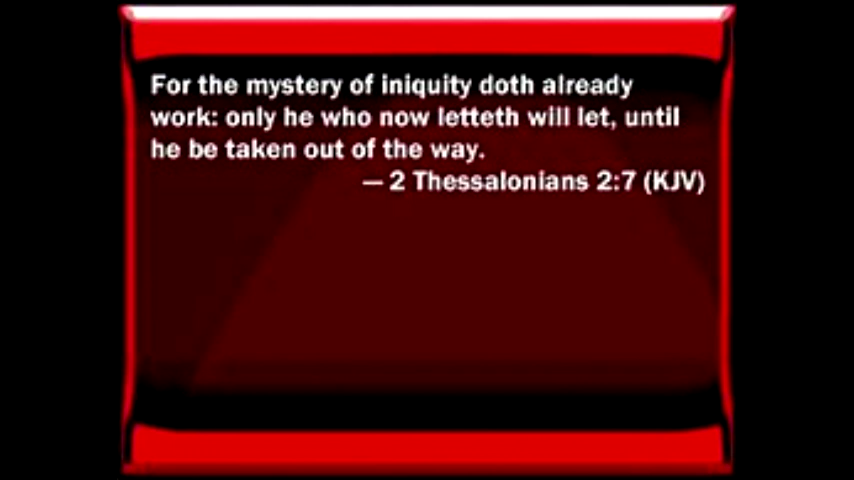 For the mystery of iniquity doth already
work: only he who now letteth will let, until
he be taken out of the way.
— 2 Thessalonians 2:7 (KJV)